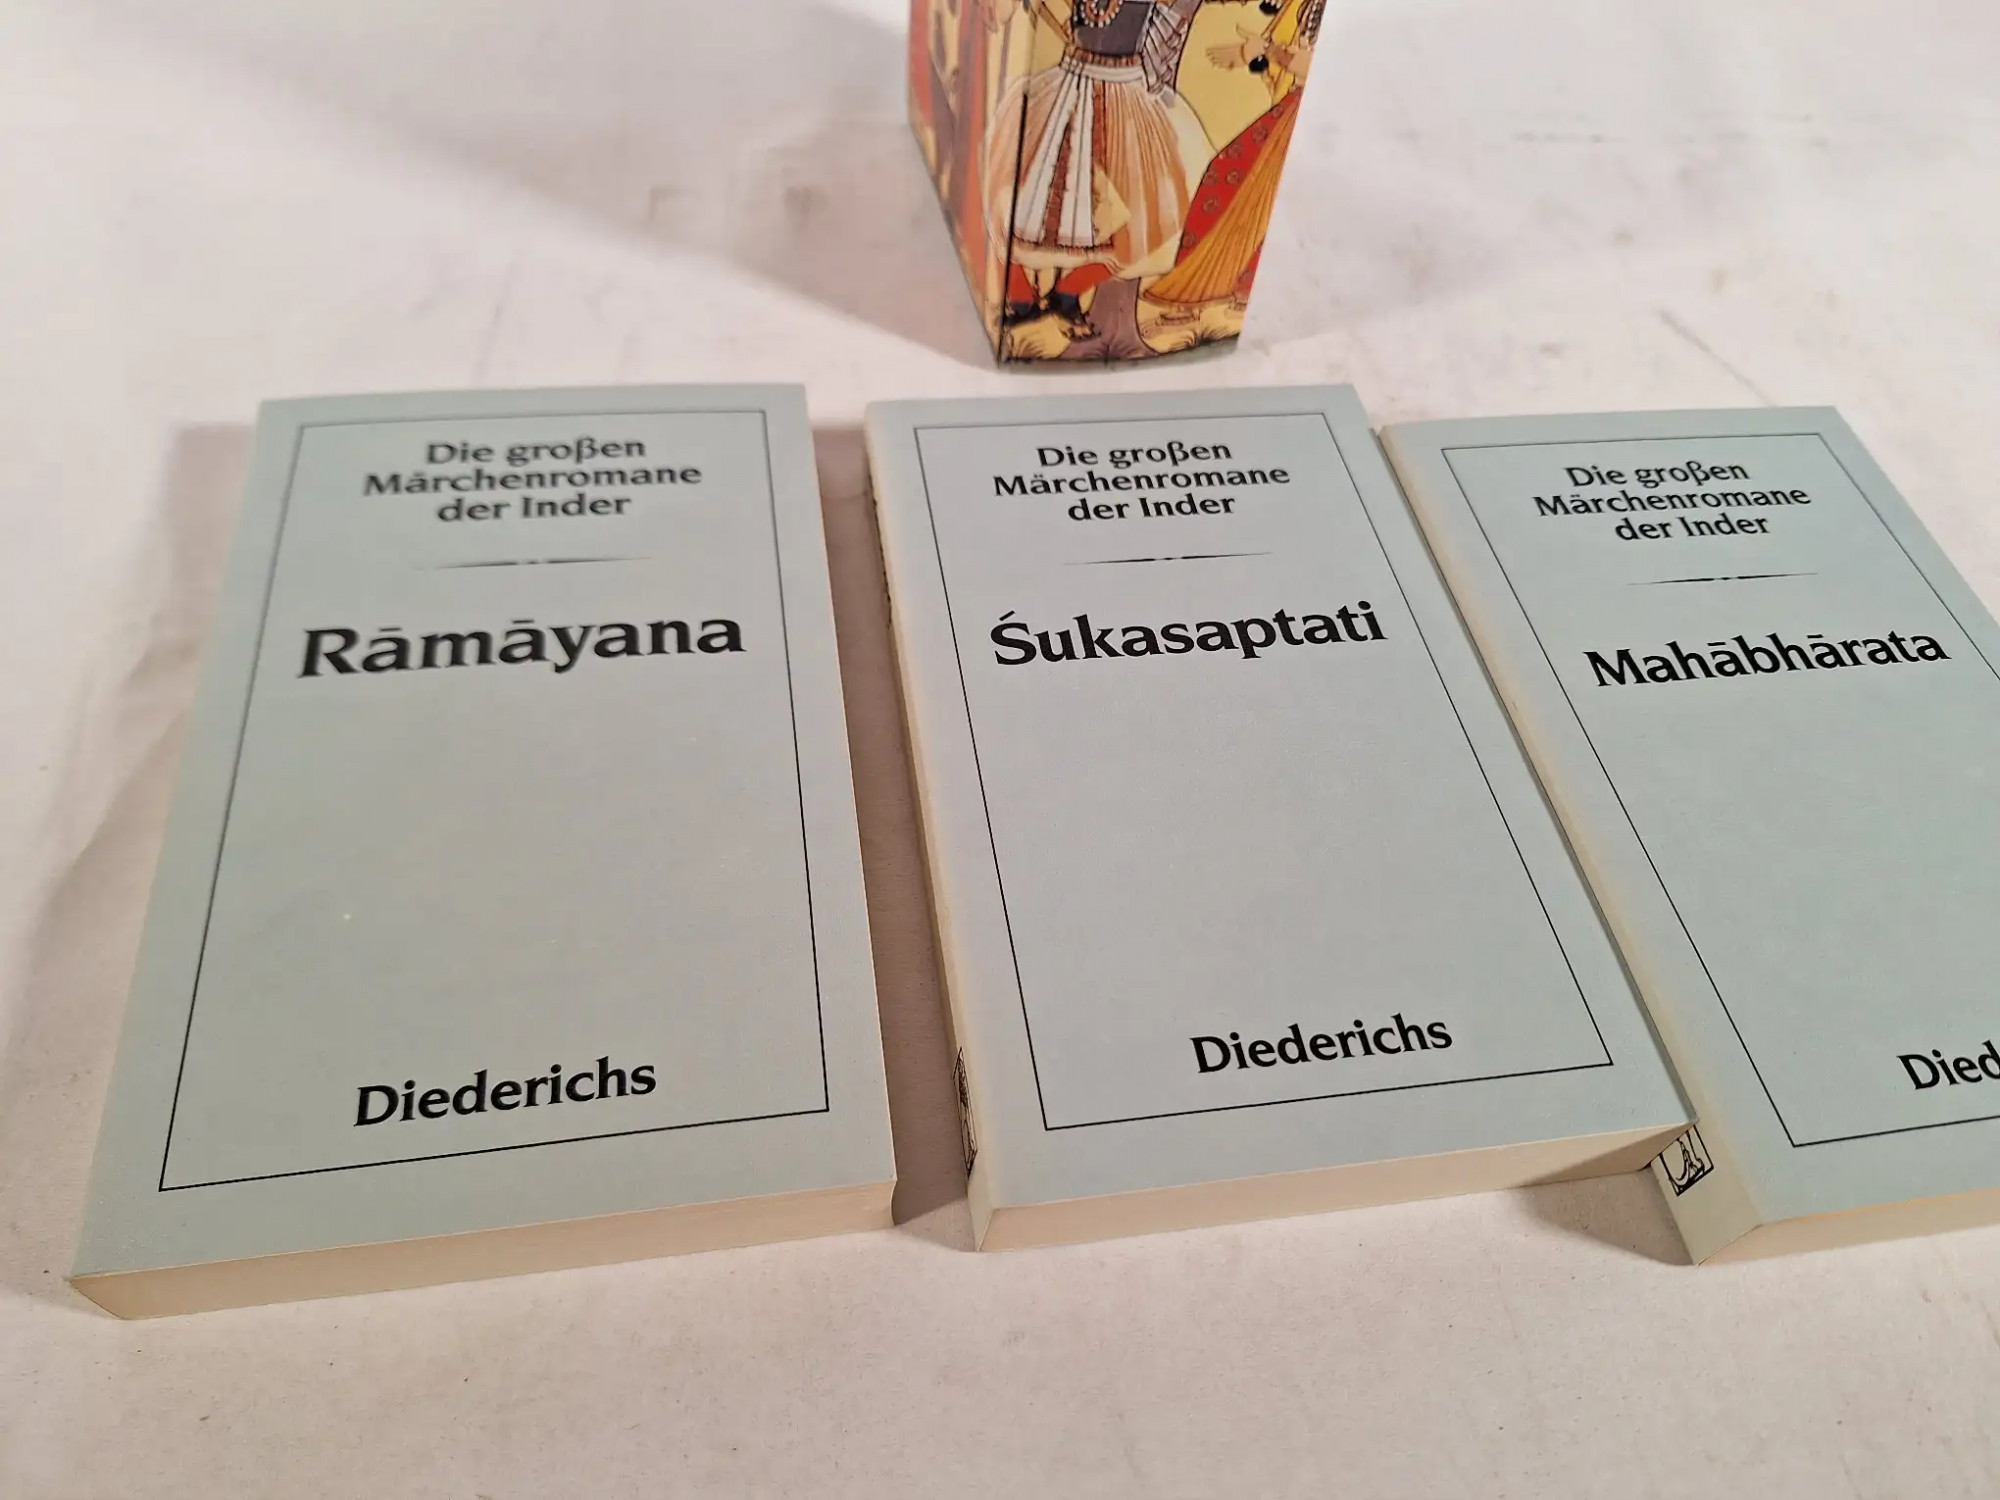 Die großen
Märchenromane
der Inder
Rāmāyana
Diederichs
Die großen
Märchenromane
der Inder
Śukasaptati
Diederichs
Die großen
Märchenromane
der Inder
Mahābhārata
Died